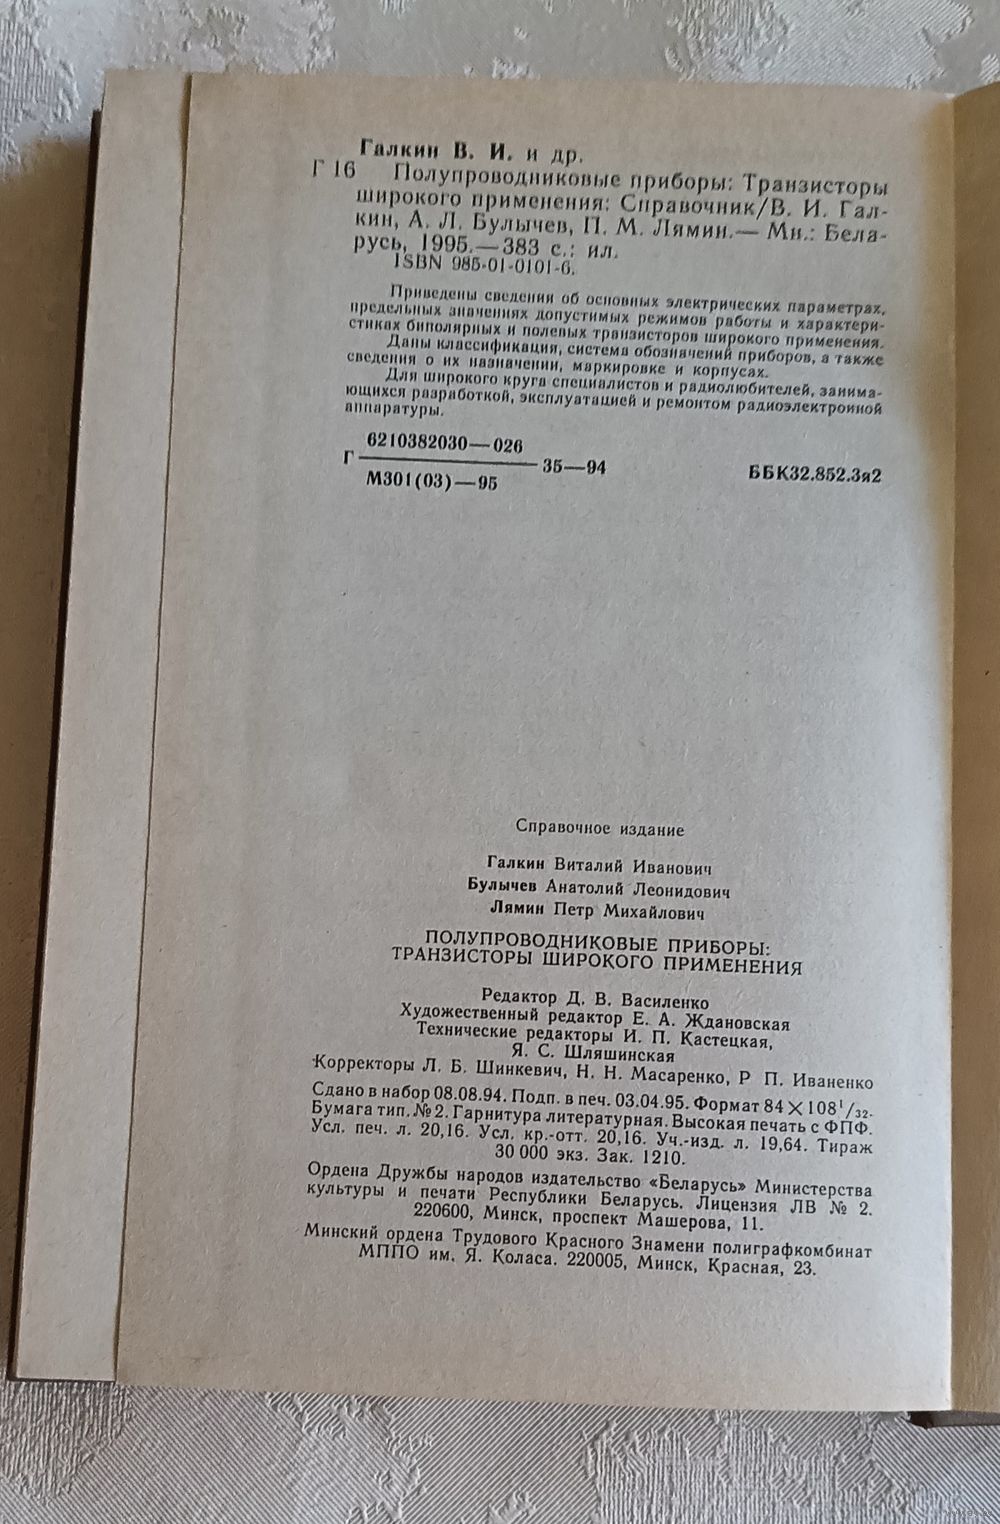 Галкин В. И. и др.
Г 16 Полупроводниковые приборы: Транзисторы
широкого применения: Справочник/В. И. Гал-
кин, А. Л. Булычев, П. М. Лямин.— Мн.: Бела-
русь, 1995.—383 с.: ил.
ISBN 985-01-0101-6.
Приведены сведения об основных электрических параметрах,
предельных значениях допустимых режимов работы и характери-
стиках биполярных и полевых транзисторов широкого применения.
Даны классификация, система обозначений приборов, а также
сведения о их назначении, маркировке и корпусах.
Для широкого круга специалистов и радиолюбителей, занима-
ющихся разработкой, эксплуатацией и ремонтом радиоэлектронной
аппаратуры.
6210382030—026
Г 35—94 ББК32.852.3я2
М301(03)—95
Справочное издание
Галкин Виталий Иванович
Булычев Анатолий Леонидович
Лямин Петр Михайлович
ПОЛУПРОВОДНИКОВЫЕ ПРИБОРЫ:
ТРАНЗИСТОРЫ ШИРОКОГО ПРИМЕНЕНИЯ
Редактор Д. В. Василенко
Художественный редактор Е. А. Ждановская
Технические редакторы И. П. Кастецкая,
Я. С. Шляшинская
Корректоры Л. Б. Шинкевич, Н. Н. Масаренко, Р П. Иваненко
Сдано в набор 08.08.94. Подп. в печ. 03.04.95. Формат 84×108¹/₃₂.
Бумага тип. №2. Гарнитура литературная. Высокая печать с ФПФ.
Усл. печ. л. 20,16. Усл. кр.-отт. 20,16. Уч.-изд. л. 19,64. Тираж
30 000 экз. Зак. 1210.
Ордена Дружбы народов издательство «Беларусь» Министерства
культуры и печати Республики Беларусь. Лицензия ЛВ № 2.
220600, Минск, проспект Машерова, 11.
Минский ордена Трудового Красного Знамени полиграфкомбинат
МППО им. Я. Коласа. 220005, Минск, Красная, 23.